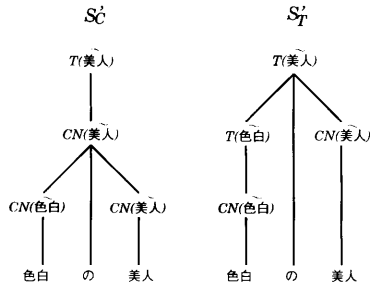 S'C S'T
T(美人) T(美人)
CN(美人) T(色白) CN(美人)
CN(色白) CN(美人) CN(色白)
色白 の 美人 色白 の 美人